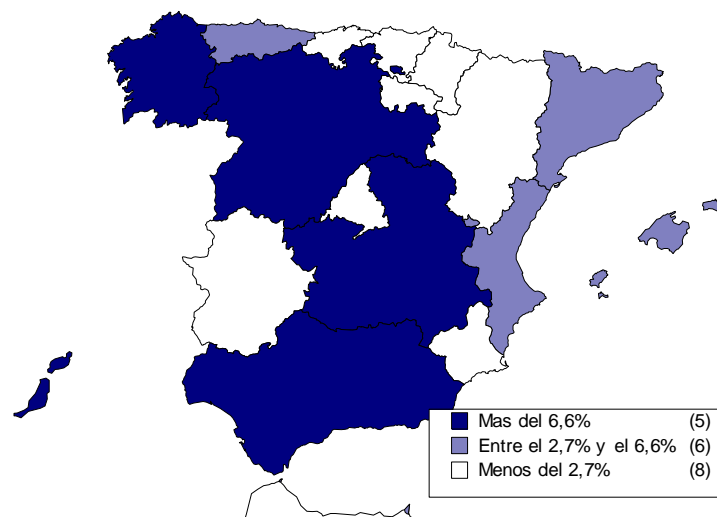 Mas del 6,6% (5)
Entre el 2,7% y el 6,6% (6)
Menos del 2,7% (8)